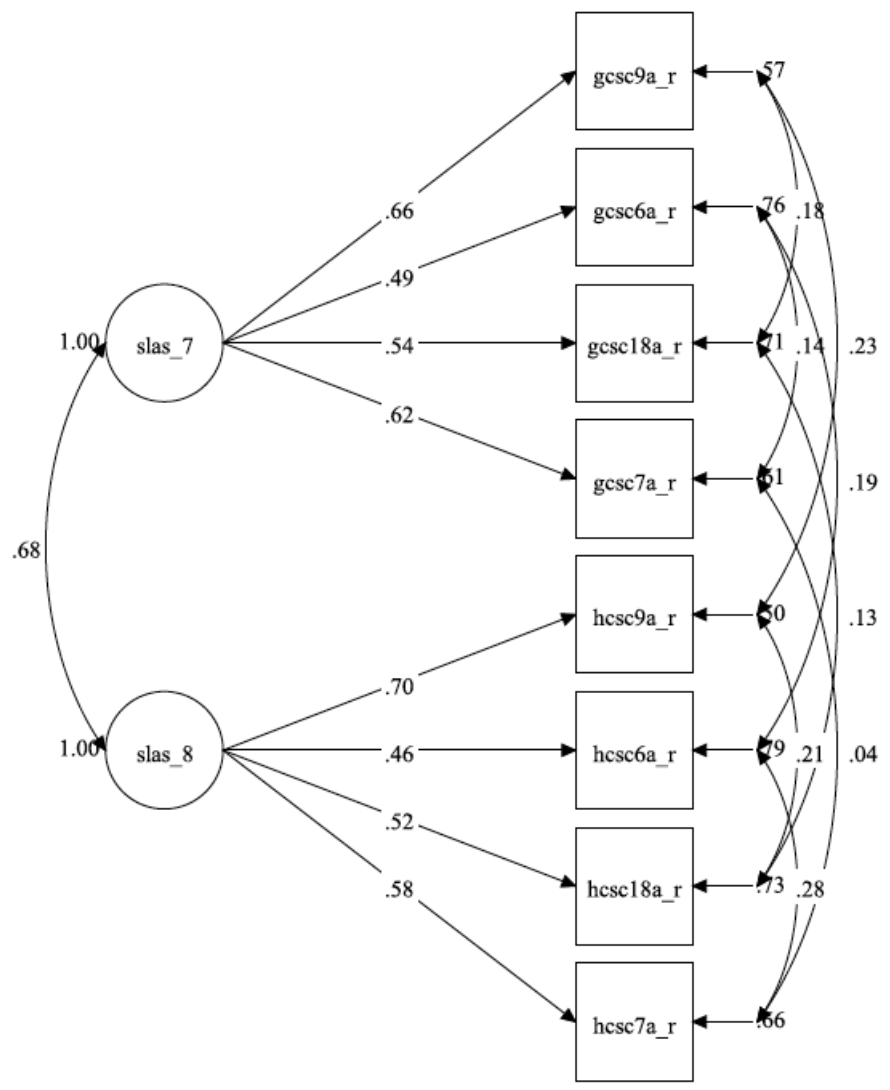 gcsc9a_r
.57
.66
gcsc6a_r
.76
.18
.49
1.00
slas_7
.54
gcsc18a_r
.71
.14
.23
.62
gcsc7a_r
.61
.19
.68
hcsc9a_r
.50
.13
.70
1.00
slas_8
.46
hcsc6a_r
.79
.21
.04
.52
hcsc18a_r
.73
.28
.58
hcsc7a_r
.66